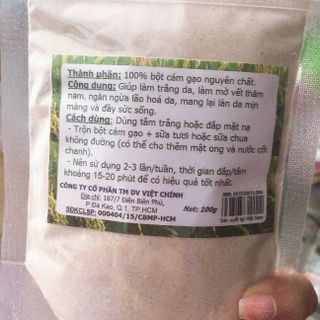 Thành phần: 100% bột cám gạo nguyên chất.
Công dụng: Giúp làm trắng da, làm mờ vết thâm
nám, ngăn ngừa lão hoá da, mang lại làn da mịn
màng và đầy sức sống.
Cách dùng: Dùng tắm trắng hoặc đắp mặt nạ
- Trộn bột cám gạo + sữa tươi hoặc sữa chua
không đường (có thể cho thêm mật ong và nước cốt
chanh).
- Nên sử dụng 2-3 lần/tuần, thời gian đắp/tắm
khoảng 15-20 phút để có hiệu quả tốt nhất.
CÔNG TY CỔ PHẦN TM DV VIỆT CHÍNH
Địa chỉ: 187/7 Điện Biên Phủ,
P.Đa Kao, Q.1, TP.HCM
SĐKCLSP: 000404/15/CBMP-HCM
Net: 100g
Sản xuất tại Việt Nam